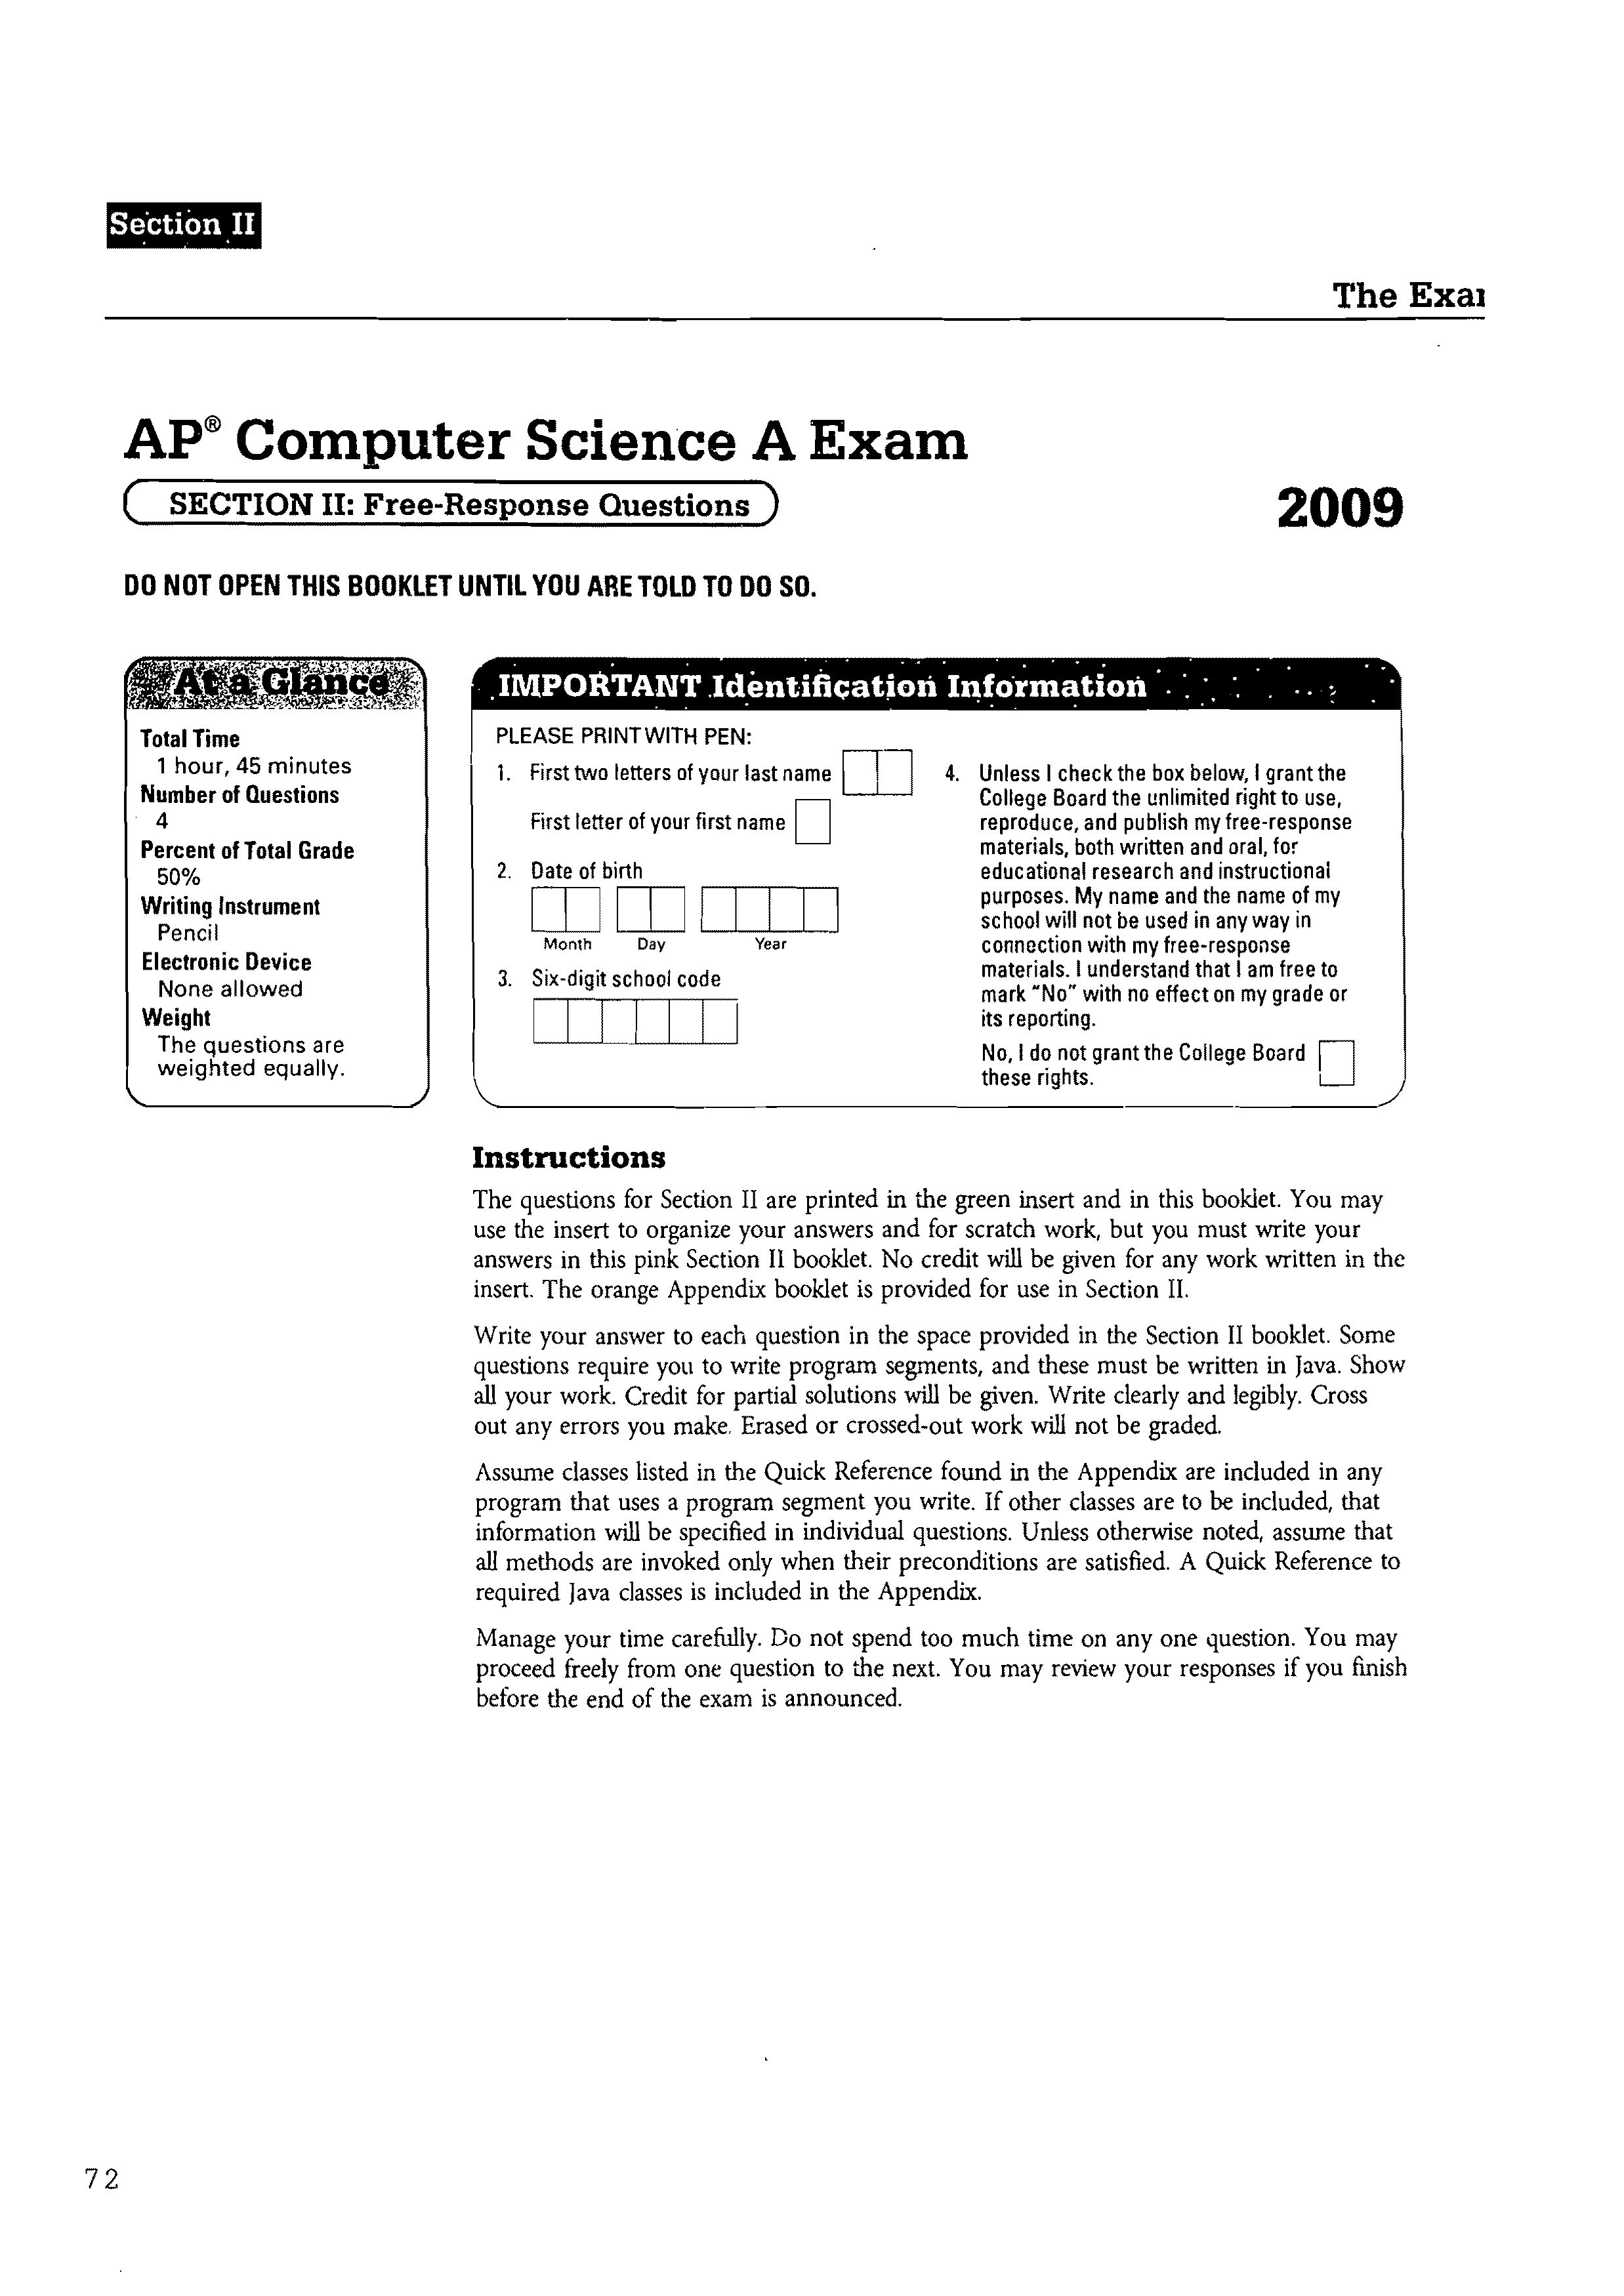 Section II
The Exai
AP® Computer Science A Exam
SECTION II: Free-Response Questions
2009
DO NOT OPEN THIS BOOKLET UNTIL YOU ARE TOLD TO DO SO.
At a Glance
Total Time
1 hour, 45 minutes
Number of Questions
4
Percent of Total Grade
50%
Writing Instrument
Pencil
Electronic Device
None allowed
Weight
The questions are
weighted equally.
IMPORTANT Identification Information
PLEASE PRINT WITH PEN:
1. First two letters of your last name
First letter of your first name
2. Date of birth
Month Day Year
3. Six-digit school code
4. Unless I check the box below, I grant the
College Board the unlimited right to use,
reproduce, and publish my free-response
materials, both written and oral, for
educational research and instructional
purposes. My name and the name of my
school will not be used in any way in
connection with my free-response
materials. I understand that I am free to
mark "No" with no effect on my grade or
its reporting.
No, I do not grant the College Board
these rights.
Instructions
The questions for Section II are printed in the green insert and in this booklet. You may
use the insert to organize your answers and for scratch work, but you must write your
answers in this pink Section II booklet. No credit will be given for any work written in the
insert. The orange Appendix booklet is provided for use in Section II.
Write your answer to each question in the space provided in the Section II booklet. Some
questions require you to write program segments, and these must be written in Java. Show
all your work. Credit for partial solutions will be given. Write clearly and legibly. Cross
out any errors you make. Erased or crossed-out work will not be graded.
Assume classes listed in the Quick Reference found in the Appendix are included in any
program that uses a program segment you write. If other classes are to be included, that
information will be specified in individual questions. Unless otherwise noted, assume that
all methods are invoked only when their preconditions are satisfied. A Quick Reference to
required Java classes is included in the Appendix.
Manage your time carefully. Do not spend too much time on any one question. You may
proceed freely from one question to the next. You may review your responses if you finish
before the end of the exam is announced.
72